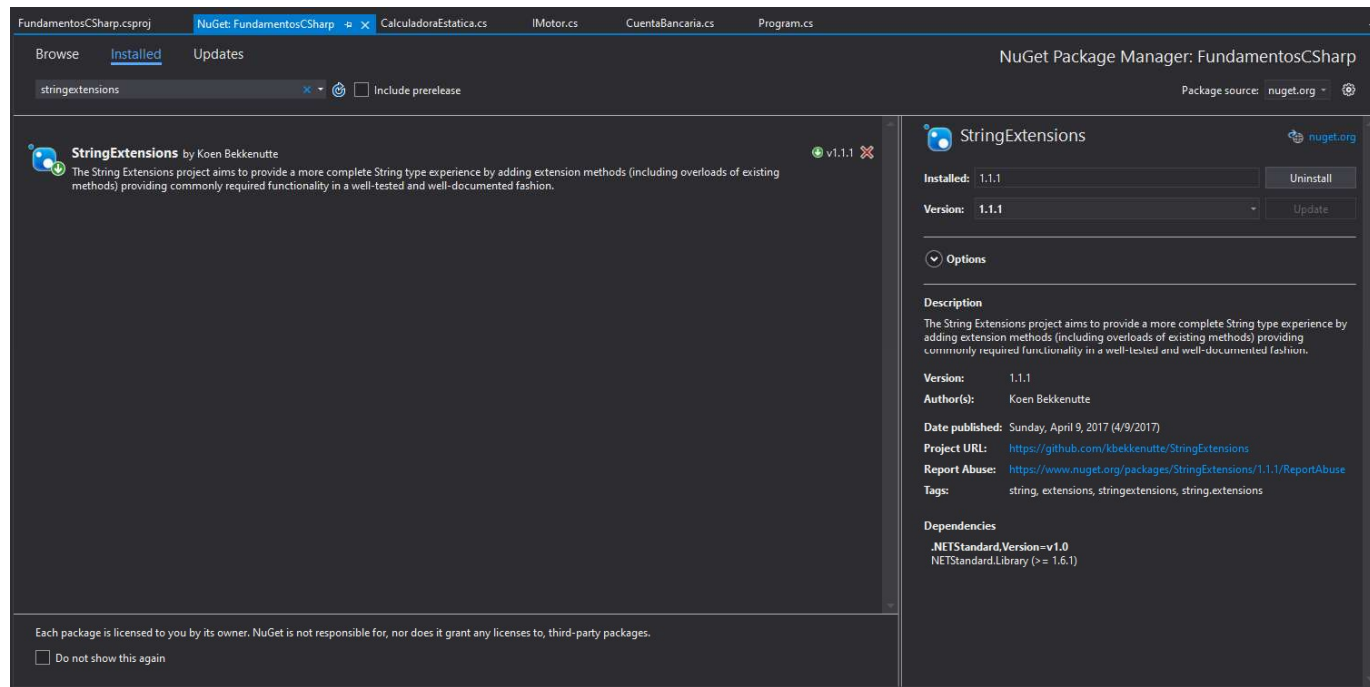 FundamentosCSharp.csproj
NuGet: FundamentosCSharp
CalculadoraEstatica.cs
IMotor.cs
CuentaBancaria.cs
Program.cs
Browse
Installed
Updates
NuGet Package Manager: FundamentosCSharp
stringextensions
Include prerelease
Package source: nuget.org
StringExtensions by Koen Bekkenutte
v1.1.1
The String Extensions project aims to provide a more complete String type experience by adding extension methods (including overloads of existing
methods) providing commonly required functionality in a well-tested and well-documented fashion.
Each package is licensed to you by its owner. NuGet is not responsible for, nor does it grant any licenses to, third-party packages.
Do not show this again
StringExtensions
nuget.org
Installed: 1.1.1
Uninstall
Version: 1.1.1
Update
Options
Description
The String Extensions project aims to provide a more complete String type experience by
adding extension methods (including overloads of existing methods) providing
commonly required functionality in a well-tested and well-documented fashion.
Version: 1.1.1
Author(s): Koen Bekkenutte
Date published: Sunday, April 9, 2017 (4/9/2017)
Project URL: https://github.com/kbekkenutte/StringExtensions
Report Abuse: https://www.nuget.org/packages/StringExtensions/1.1.1/ReportAbuse
Tags: string, extensions, stringextensions, string.extensions
Dependencies
.NETStandard,Version=v1.0
NETStandard.Library (>= 1.6.1)